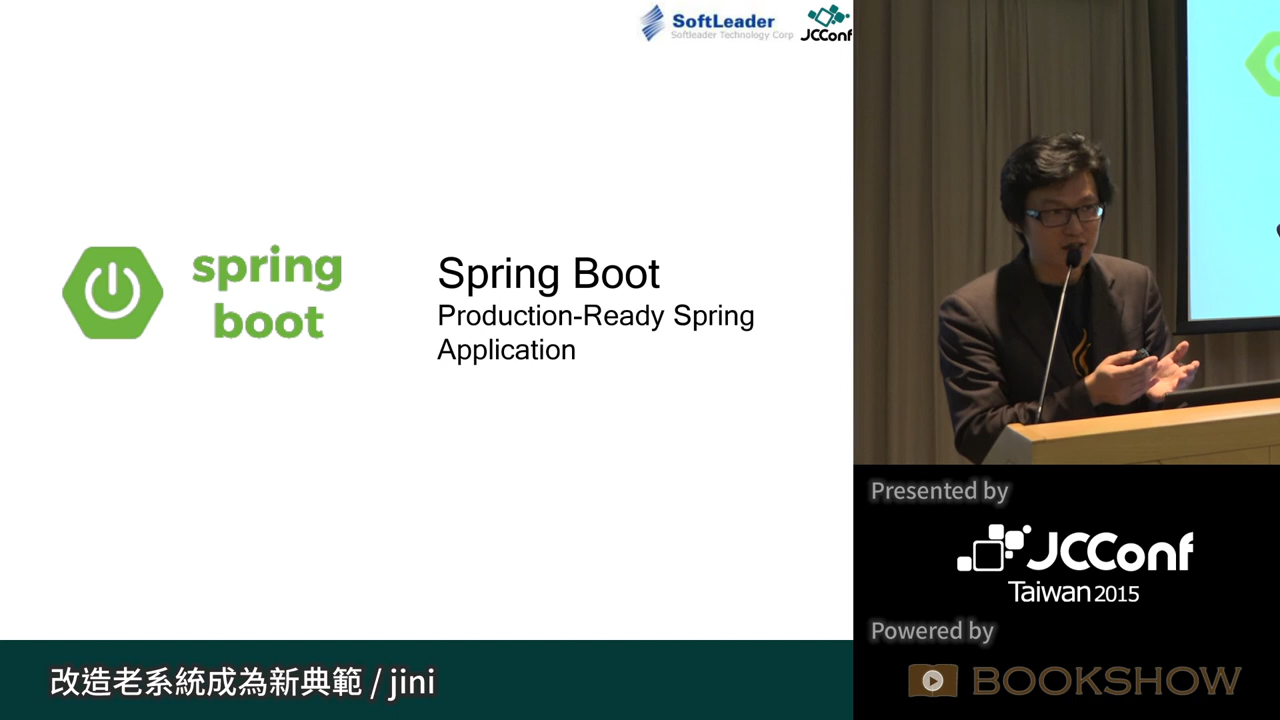 SoftLeader
Softleader Technology Corp
JCConf
spring
boot
Spring Boot
Production-Ready Spring
Application
Presented by
JCConf
Taiwan 2015
Powered by
BOOKSHOW
改造老系統成為新典範 / jini